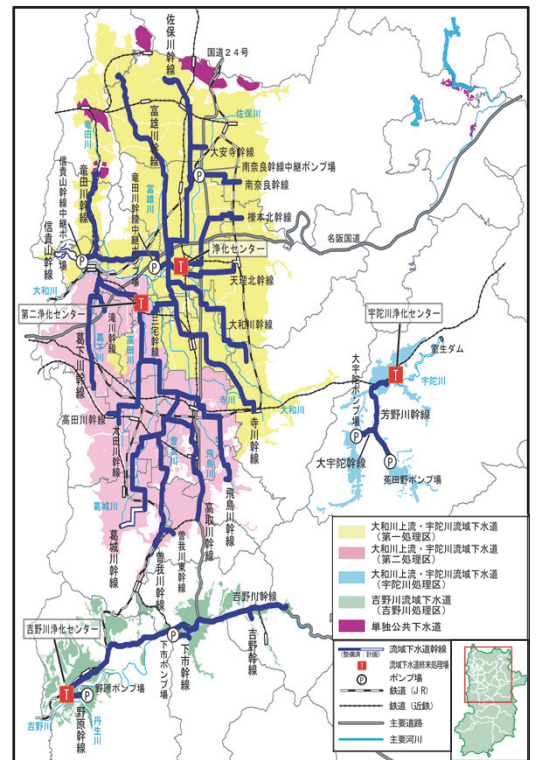 佐保川幹線
国道24号
富雄川幹線
佐保川
竜田川
大安寺幹線
南奈良幹線中継ポンプ場
南奈良幹線
竜田川幹線
信貴山幹線中継ポンプ場
信貴山幹線
竜田川幹線中継ポンプ場
富雄川
P
P
P
櫟本北幹線
名阪国道
浄化センター
T
天理北幹線
大和川
第二浄化センター
T
宇陀川浄化センター
滝川幹線
三宅幹線
大和川幹線
葛下川
高田川
葛下川幹線
室生ダム
大宇陀ポンプ場
T
宇陀川
寺川
大和川
寺川幹線
高田川幹線
太田川幹線
曽我川
飛鳥川
芳野川幹線
P
大宇陀幹線
P
菟田野ポンプ場
飛鳥川幹線
葛城川
高取川幹線
葛城川幹線
曽我川幹線
曽我川東幹線
吉野川幹線
吉野川浄化センター
P
下市幹線
吉野幹線
下市ポンプ場
T
P
野原ポンプ場
野原幹線
丹生川
吉野川
大和川上流・宇陀川流域下水道
(第一処理区)
大和川上流・宇陀川流域下水道
(第二処理区)
大和川上流・宇陀川流域下水道
(宇陀川処理区)
吉野川流域下水道
(吉野川処理区)
単独公共下水道
流域下水道幹線
(整備済 計画)
T 流域下水道終末処理場
P ポンプ場
鉄道(JR)
鉄道(近鉄)
主要道路
主要河川